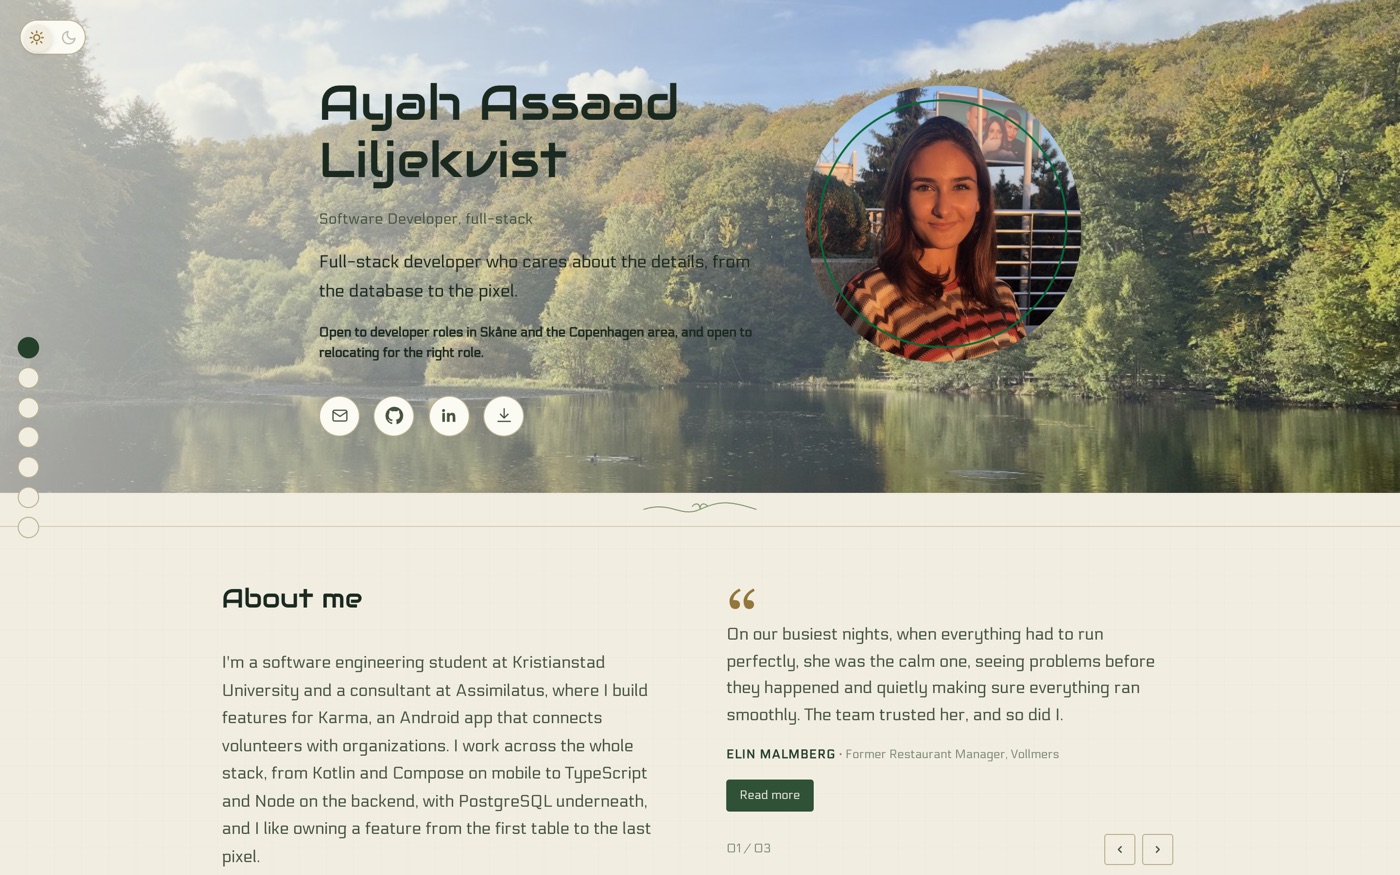 Ayah Assaad
Liljekvist
Software Developer, full-stack
Full-stack developer who cares about the details, from
the database to the pixel.
Open to developer roles in Skåne and the Copenhagen area, and open to
relocating for the right role.
in
About me
I'm a software engineering student at Kristianstad
University and a consultant at Assimilatus, where I build
features for Karma, an Android app that connects
volunteers with organizations. I work across the whole
stack, from Kotlin and Compose on mobile to TypeScript
and Node on the backend, with PostgreSQL underneath,
and I like owning a feature from the first table to the last
pixel.
“
On our busiest nights, when everything had to run
perfectly, she was the calm one, seeing problems before
they happened and quietly making sure everything ran
smoothly. The team trusted her, and so did I.
ELIN MALMBERG · Former Restaurant Manager, Vollmers
Read more
01 / 03
‹ ›